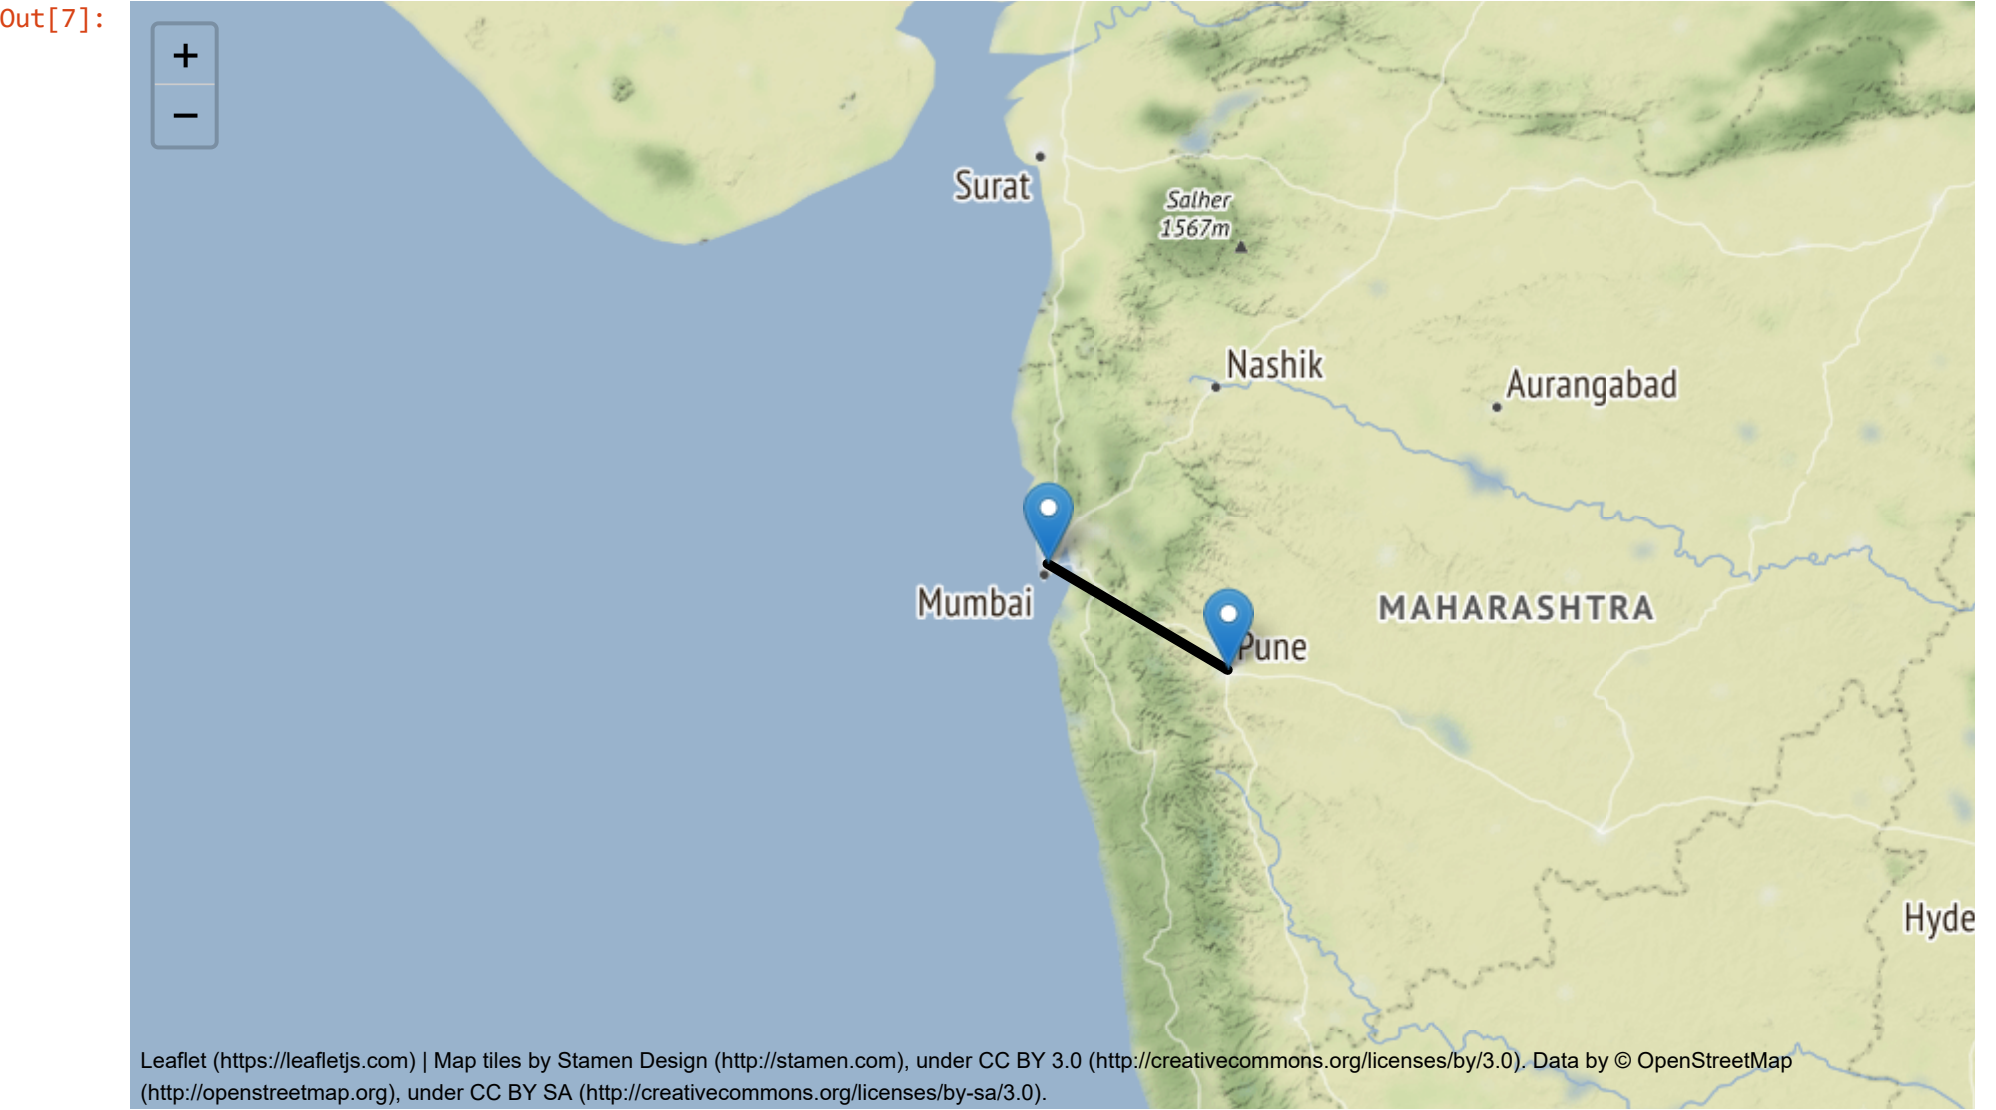 Out[7]:
+
−
Surat
Salher
1567m
Nashik
Aurangabad
Mumbai
Pune
MAHARASHTRA
Hyde
Leaflet (https://leafletjs.com) | Map tiles by Stamen Design (http://stamen.com), under CC BY 3.0 (http://creativecommons.org/licenses/by/3.0). Data by © OpenStreetMap
(http://openstreetmap.org), under CC BY SA (http://creativecommons.org/licenses/by-sa/3.0).